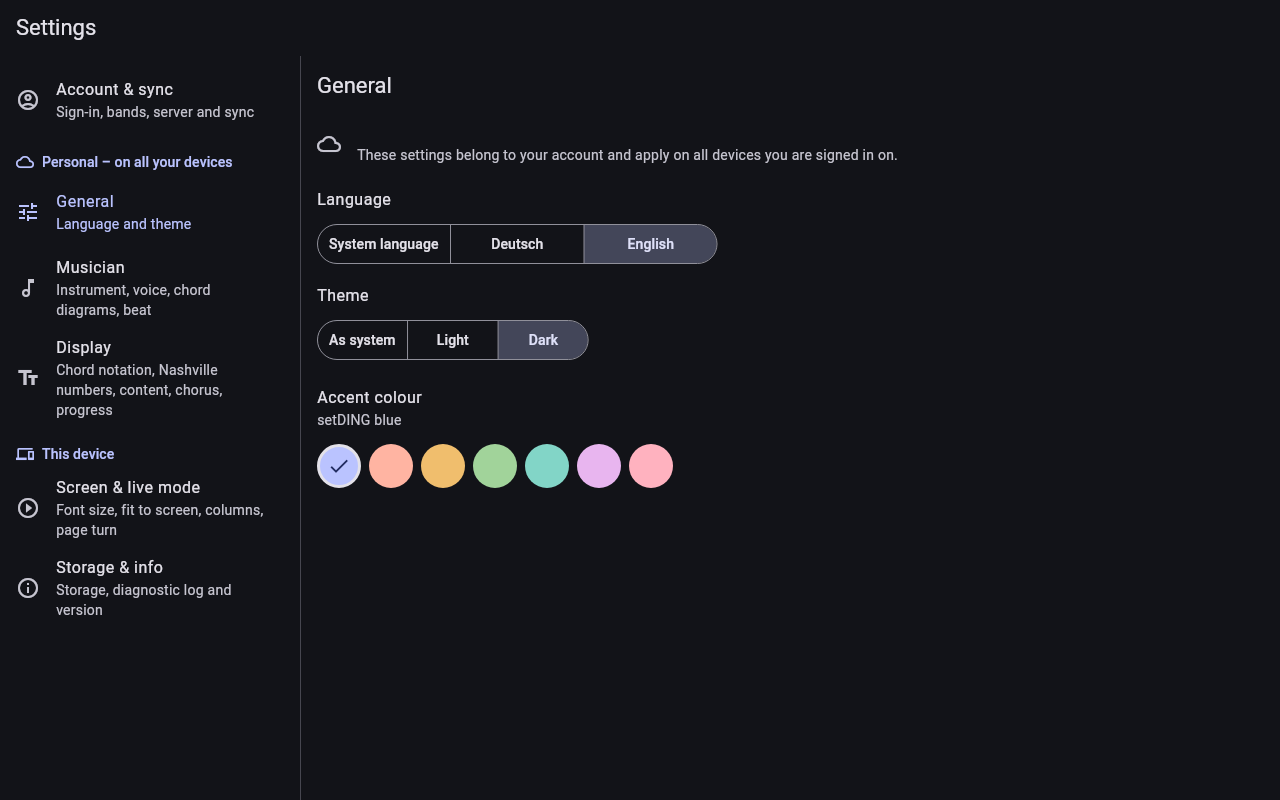 Settings
Account & sync
Sign-in, bands, server and sync
Personal – on all your devices
General
Language and theme
Musician
Instrument, voice, chord
diagrams, beat
Display
Chord notation, Nashville
numbers, content, chorus,
progress
This device
Screen & live mode
Font size, fit to screen, columns,
page turn
Storage & info
Storage, diagnostic log and
version
General
These settings belong to your account and apply on all devices you are signed in on.
Language
System language
Deutsch
English
Theme
As system
Light
Dark
Accent colour
setDING blue